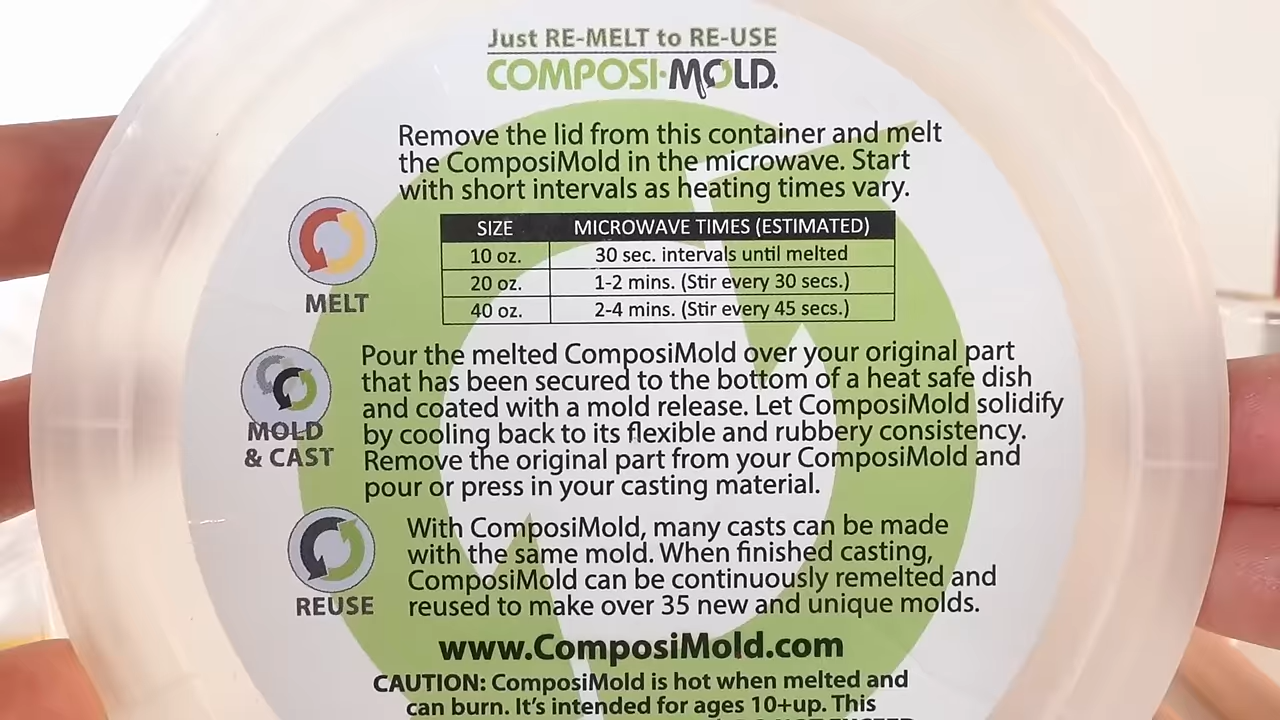 Just RE-MELT to RE-USE
COMPOSI·MOLD.
Remove the lid from this container and melt
the ComposiMold in the microwave. Start
with short intervals as heating times vary.
SIZE MICROWAVE TIMES (ESTIMATED)
10 oz. 30 sec. intervals until melted
20 oz. 1-2 mins. (Stir every 30 secs.)
40 oz. 2-4 mins. (Stir every 45 secs.)
MELT
Pour the melted ComposiMold over your original part
that has been secured to the bottom of a heat safe dish
and coated with a mold release. Let ComposiMold solidify
by cooling back to its flexible and rubbery consistency.
Remove the original part from your ComposiMold and
pour or press in your casting material.
MOLD
& CAST
With ComposiMold, many casts can be made
with the same mold. When finished casting,
ComposiMold can be continuously remelted and
reused to make over 35 new and unique molds.
REUSE
www.ComposiMold.com
CAUTION: ComposiMold is hot when melted and
can burn. It's intended for ages 10+up. This